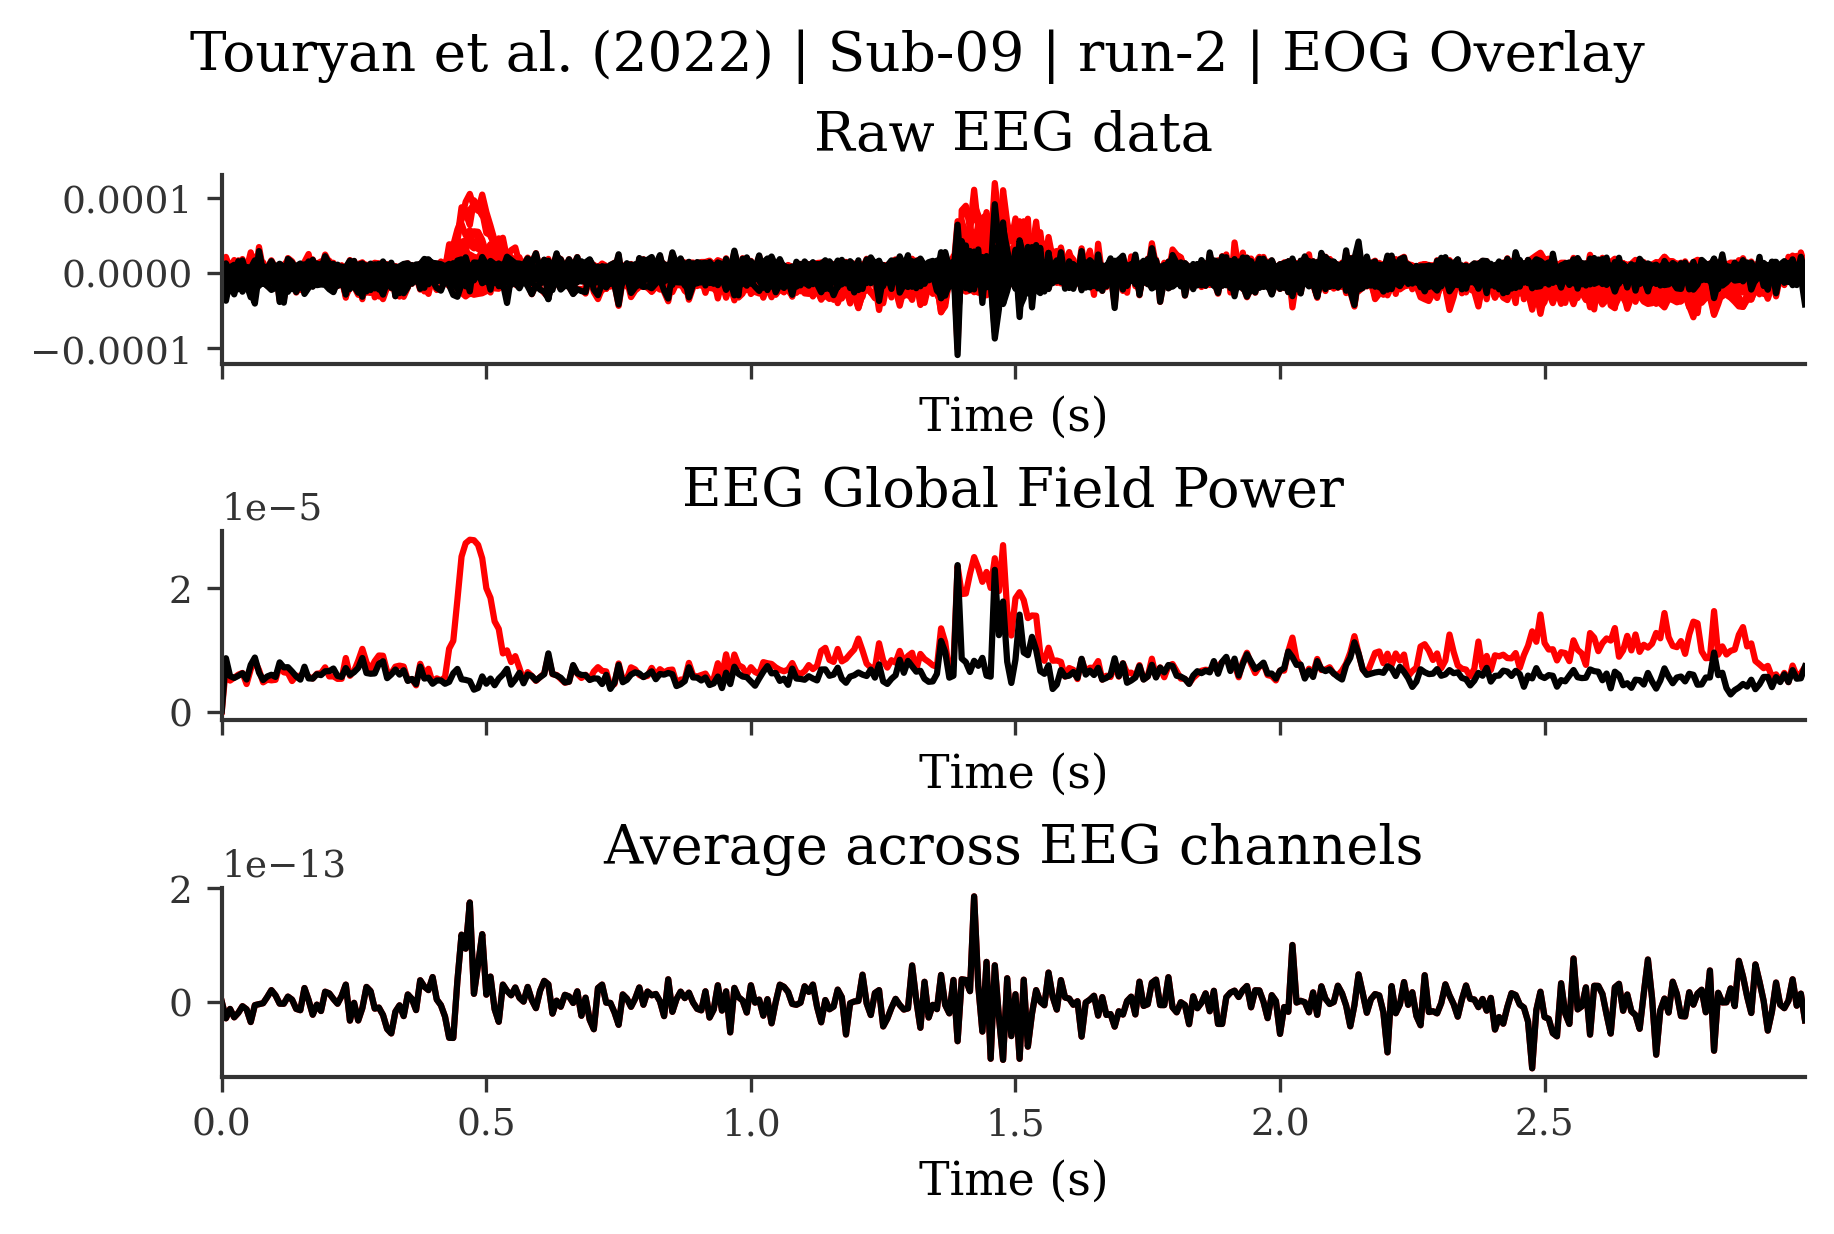 Touryan et al. (2022) | Sub-09 | run-2 | EOG Overlay
Raw EEG data
0.0001
0.0000
−0.0001
Time (s)
EEG Global Field Power
1e−5
2
0
Time (s)
Average across EEG channels
1e−13
2
0
0.0 0.5 1.0 1.5 2.0 2.5
Time (s)